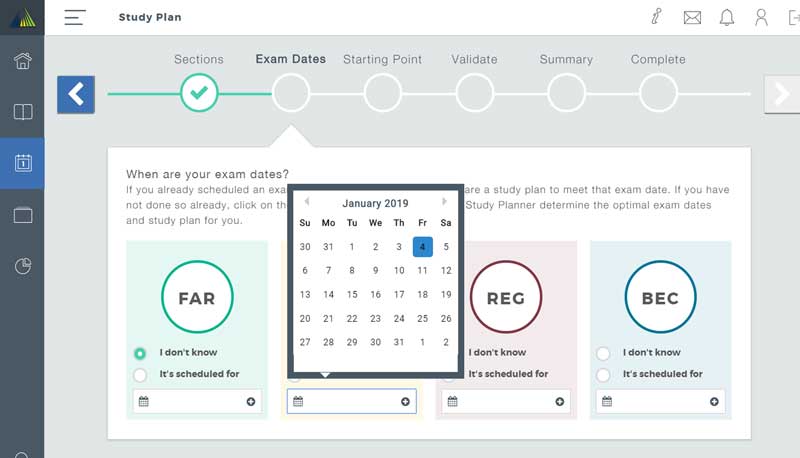 Study Plan
Sections
Exam Dates
Starting Point
Validate
Summary
Complete
When are your exam dates?
If you already scheduled an exa
are a study plan to meet that exam date. If you have
not done so already, click on th
Study Planner determine the optimal exam dates
and study plan for you.
January 2019
Su Mo Tu We Th Fr Sa
30 31 1 2 3 4 5
6 7 8 9 10 11 12
13 14 15 16 17 18 19
20 21 22 23 24 25 26
27 28 29 30 31 1 2
FAR
I don't know
It's scheduled for
REG
I don't know
It's scheduled for
BEC
I don't know
It's scheduled for
1